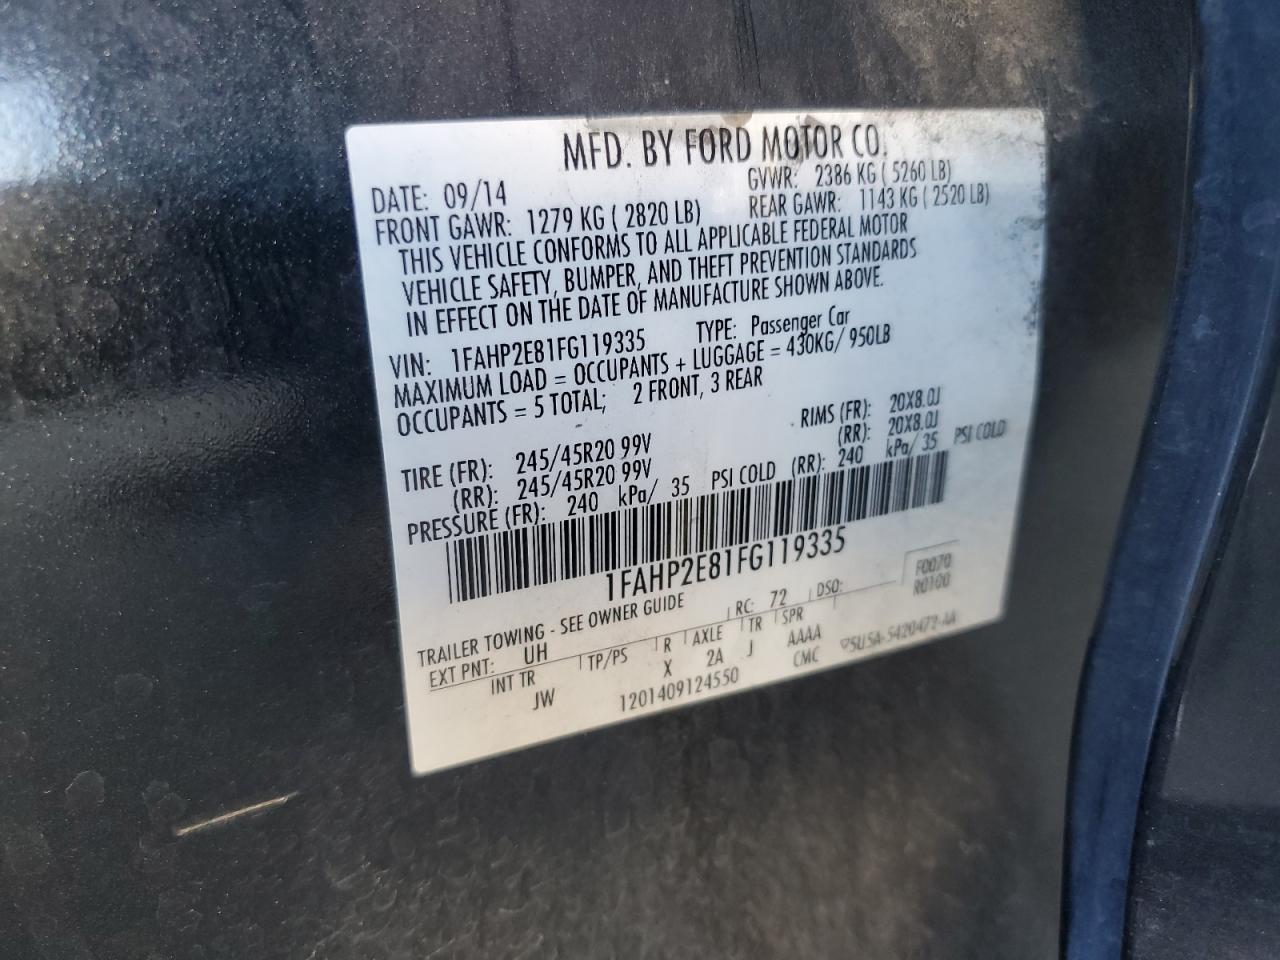 MFD. BY FORD MOTOR CO.
DATE: 09/14 GVWR: 2386 KG ( 5260 LB)
FRONT GAWR: 1279 KG ( 2820 LB) REAR GAWR: 1143 KG ( 2520 LB)
THIS VEHICLE CONFORMS TO ALL APPLICABLE FEDERAL MOTOR
VEHICLE SAFETY, BUMPER, AND THEFT PREVENTION STANDARDS
IN EFFECT ON THE DATE OF MANUFACTURE SHOWN ABOVE.
VIN: 1FAHP2E81FG119335 TYPE: Passenger Car
MAXIMUM LOAD = OCCUPANTS + LUGGAGE = 430KG/ 950LB
OCCUPANTS = 5 TOTAL; 2 FRONT, 3 REAR
RIMS (FR): 20X8.0J
TIRE (FR): 245/45R20 99V (RR): 20X8.0J
(RR): 245/45R20 99V
PRESSURE (FR): 240 kPa/ 35 PSI COLD (RR): 240 kPa/ 35 PSI COLD
1FAHP2E81FG119335
F0070
R0100
TRAILER TOWING - SEE OWNER GUIDE
EXT PNT: UH RC: 72 DSO:
INT TR TP/PS R AXLE TR SPR
JW X 2A J AAAA
1201409124550 CMC 5U5A-5420472-AA